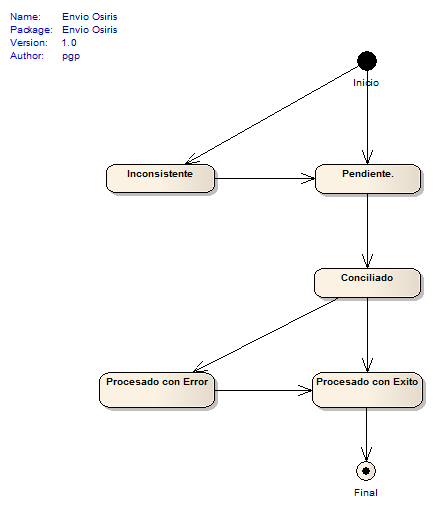 Name: Envio Osiris
Package: Envio Osiris
Version: 1.0
Author: pgp
Inicio
Inconsistente
Pendiente.
Conciliado
Procesado con Error
Procesado con Exito
Final